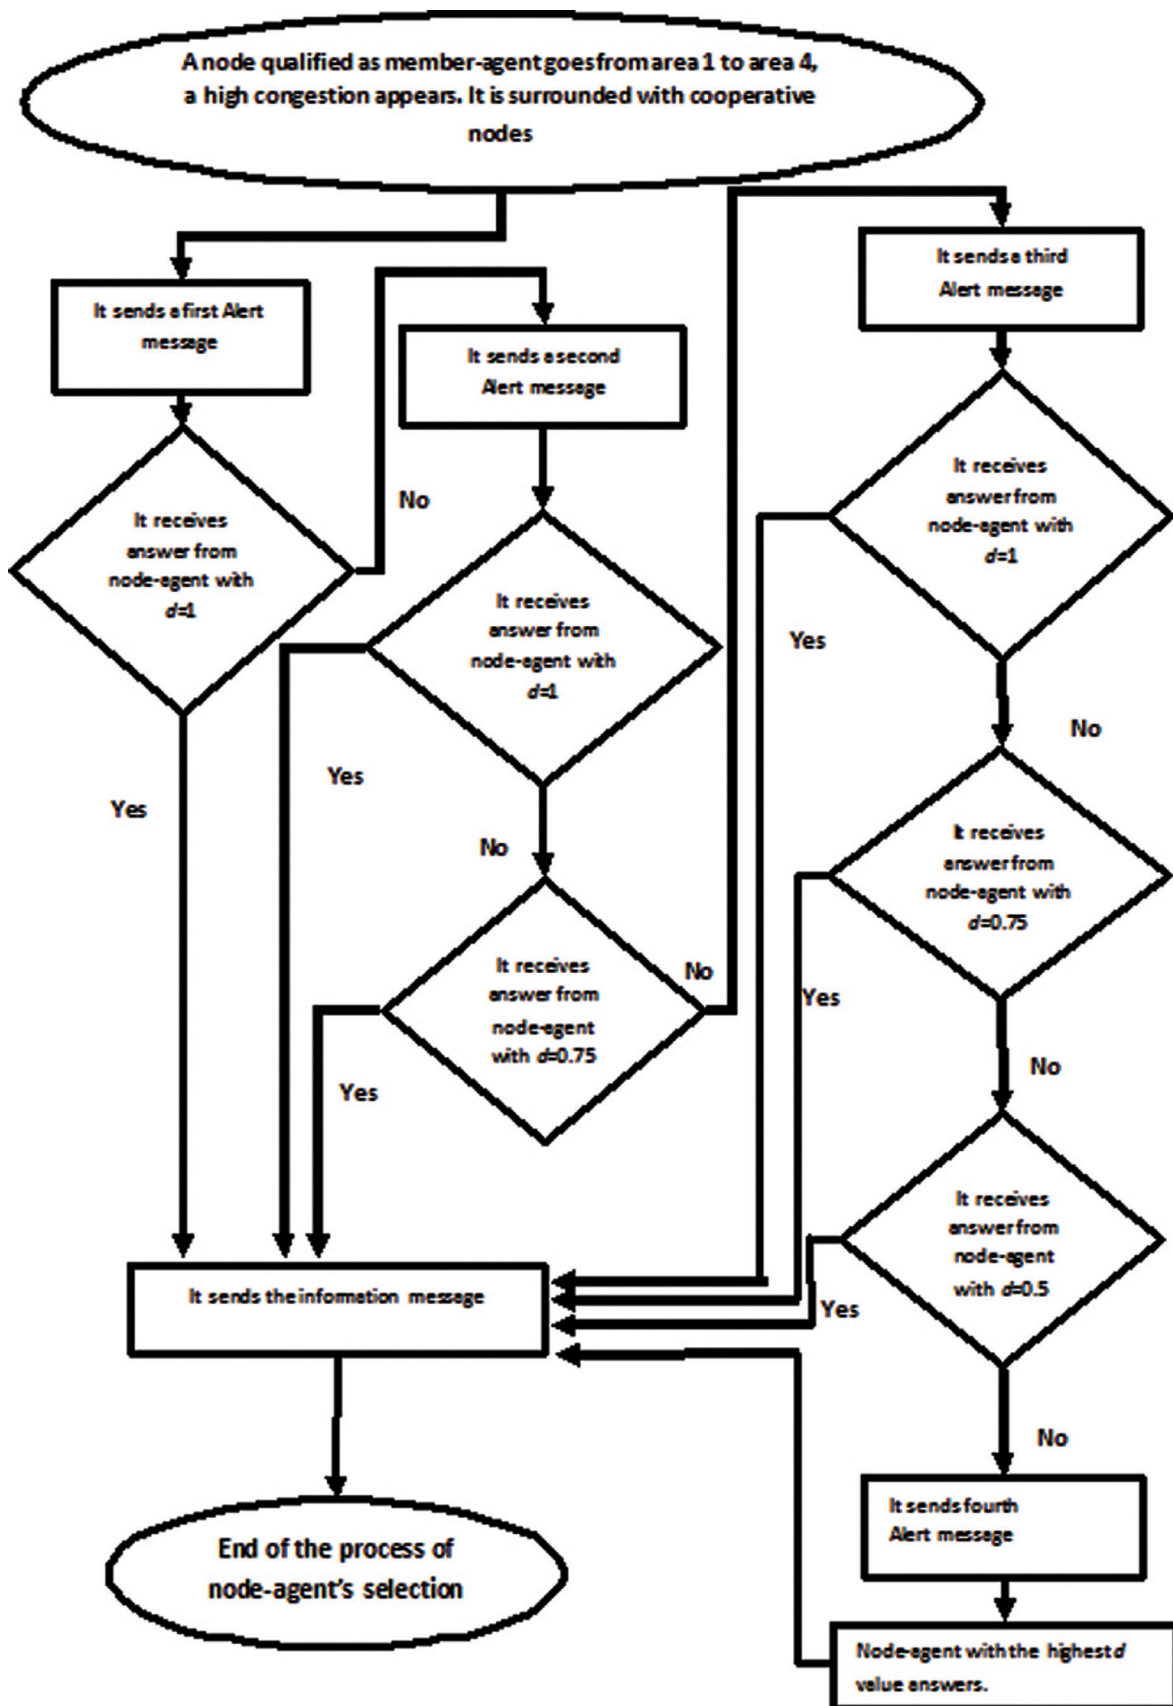 A node qualified as member-agent goes from area 1 to area 4,
a high congestion appears. It is surrounded with cooperative
nodes
It sends a first Alert
message
It receives
answer from
node-agent with
d=1
Yes
No
It sends a second
Alert message
It receives
answer from
node-agent with
d=1
Yes
No
It receives
answer from
node-agent
with d=0.75
Yes
No
It sends a third
Alert message
It receives
answer from
node-agent with
d=1
Yes
No
It receives
answer from
node-agent with
d=0.75
Yes
No
It receives
answer from
node-agent
with d=0.5
Yes
No
It sends fourth
Alert message
Node-agent with the highest d
value answers.
It sends the information message
End of the process of
node-agent's selection